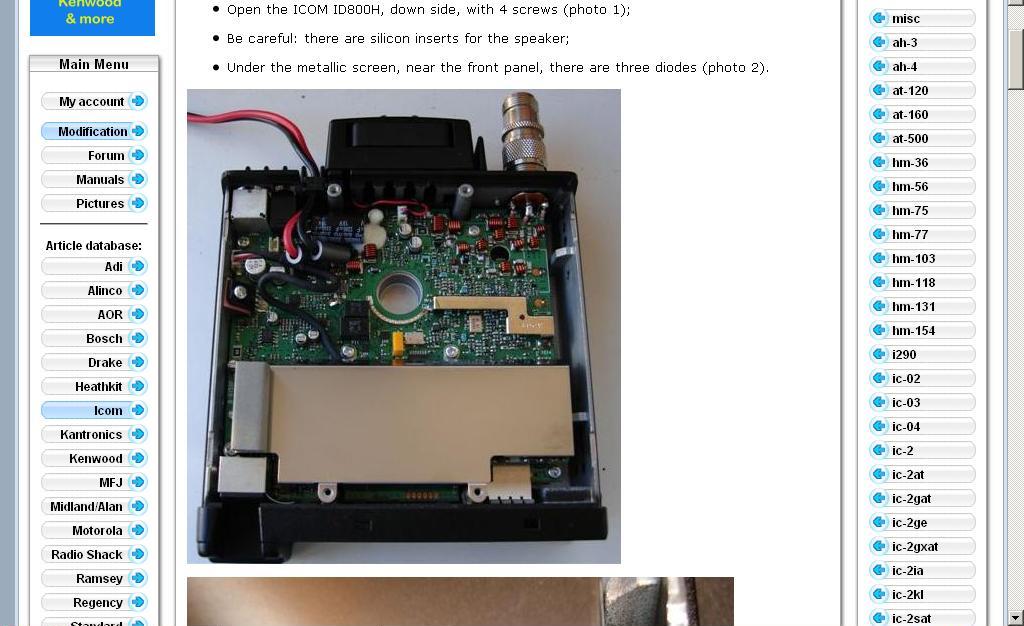 Kenwood
& more
Main Menu
My account
Modification
Forum
Manuals
Pictures
Article database:
Adi
Alinco
AOR
Bosch
Drake
Heathkit
Icom
Kantronics
Kenwood
MFJ
Midland/Alan
Motorola
Radio Shack
Ramsey
Regency
Standard
• Open the ICOM ID800H, down side, with 4 screws (photo 1);
• Be careful: there are silicon inserts for the speaker;
• Under the metallic screen, near the front panel, there are three diodes (photo 2).
misc
ah-3
ah-4
at-120
at-160
at-500
hm-36
hm-56
hm-75
hm-77
hm-103
hm-118
hm-131
hm-154
i290
ic-02
ic-03
ic-04
ic-2
ic-2at
ic-2gat
ic-2ge
ic-2gxat
ic-2ia
ic-2kl
ic-2sat